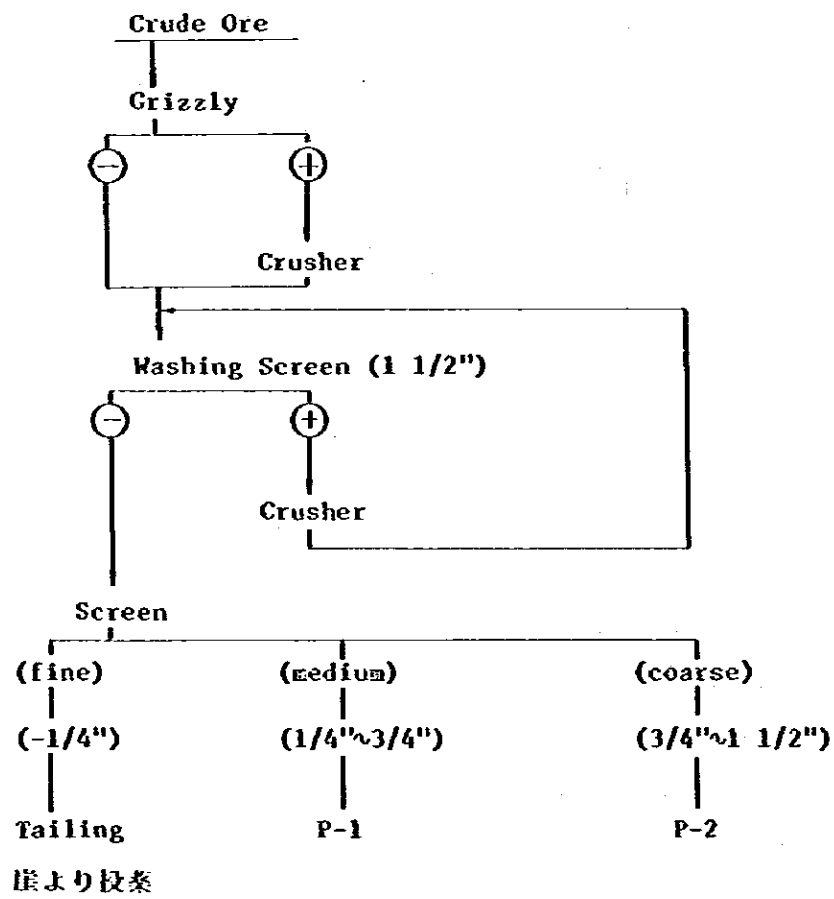 Crude Ore
Grizzly
− +
Crusher
Washing Screen (1 1/2")
− +
Crusher
Screen
(fine) (medium) (coarse)
(-1/4") (1/4"~3/4") (3/4"~1 1/2")
Tailing P-1 P-2
崖より投棄